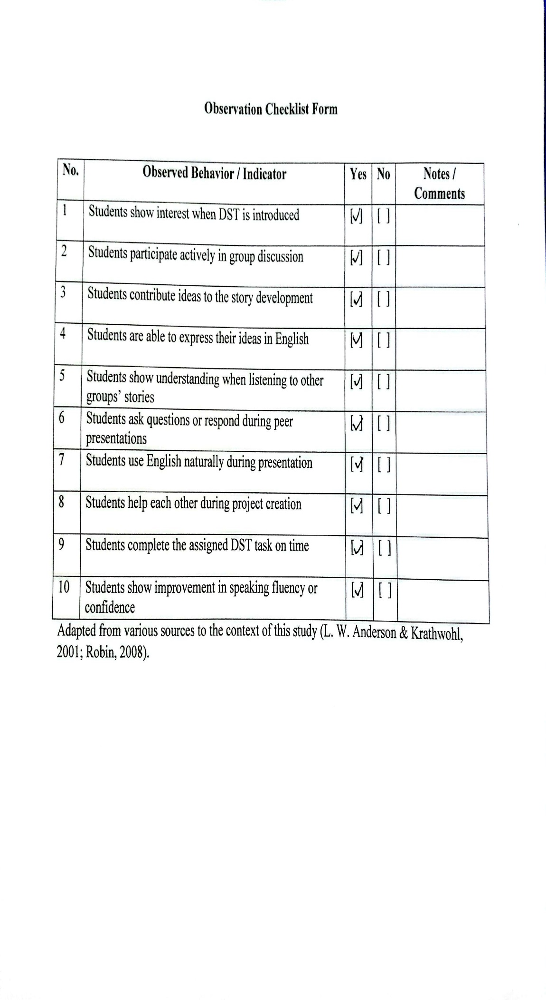 Observation Checklist Form
No. Observed Behavior / Indicator Yes No Notes /
Comments
1 Students show interest when DST is introduced [✓] [ ]
2 Students participate actively in group discussion [✓] [ ]
3 Students contribute ideas to the story development [✓] [ ]
4 Students are able to express their ideas in English [✓] [ ]
5 Students show understanding when listening to other [✓] [ ]
groups’ stories
6 Students ask questions or respond during peer [✓] [ ]
presentations
7 Students use English naturally during presentation [✓] [ ]
8 Students help each other during project creation [✓] [ ]
9 Students complete the assigned DST task on time [✓] [ ]
10 Students show improvement in speaking fluency or [✓] [ ]
confidence
Adapted from various sources to the context of this study (L. W. Anderson & Krathwohl,
2001; Robin, 2008).